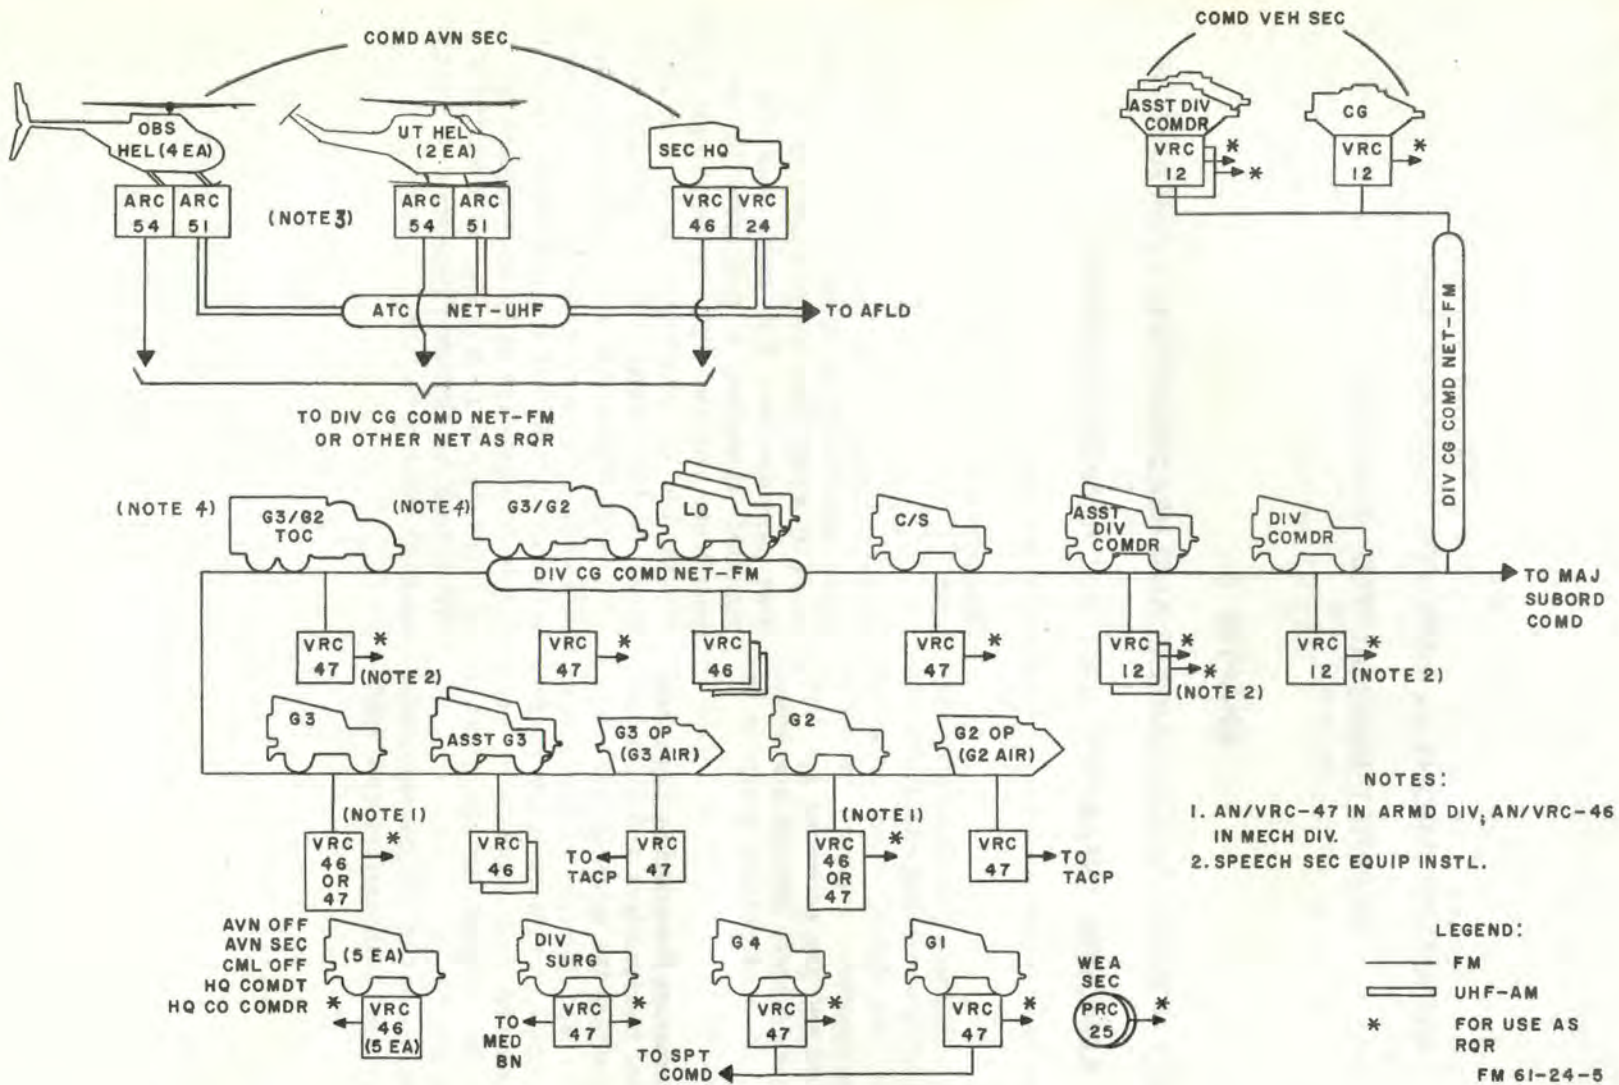 COMD AVN SEC
COMD VEH SEC
OBS
HEL (4 EA)
UT HEL
(2 EA)
SEC HQ
ASST DIV
COMDR
CG
ARC
54
ARC
51
(NOTE 3)
ARC
54
ARC
51
VRC
46
VRC
24
VRC
12
*
*
VRC
12
*
ATC NET-UHF
TO AFLD
DIV CG COMD NET-FM
TO DIV CG COMD NET-FM
OR OTHER NET AS RQR
(NOTE 4)
G3/G2
TOC
(NOTE 4)
G3/G2
LO
C/S
ASST
DIV
COMDR
DIV
COMDR
DIV CG COMD NET-FM
TO MAJ
SUBORD
COMD
VRC
47
*
(NOTE 2)
VRC
47
*
VRC
46
VRC
47
*
VRC
12
*
*
(NOTE 2)
VRC
12
*
(NOTE 2)
G3
ASST G3
G3 OP
(G3 AIR)
G2
G2 OP
(G2 AIR)
(NOTE 1)
VRC
46
OR
47
*
VRC
46
TO
TACP
VRC
47
(NOTE 1)
VRC
46
OR
47
*
VRC
47
TO
TACP
NOTES:
1. AN/VRC-47 IN ARMD DIV; AN/VRC-46
IN MECH DIV.
2. SPEECH SEC EQUIP INSTL.
AVN OFF
AVN SEC
CML OFF
HQ COMDT
HQ CO COMDR
*
(5 EA)
VRC
46
(5 EA)
DIV
SURG
TO
MED
BN
VRC
47
*
G4
VRC
47
*
G1
VRC
47
*
TO SPT
COMD
WEA
SEC
PRC
25
*
LEGEND:
FM
UHF-AM
* FOR USE AS
RQR
FM 61-24-5